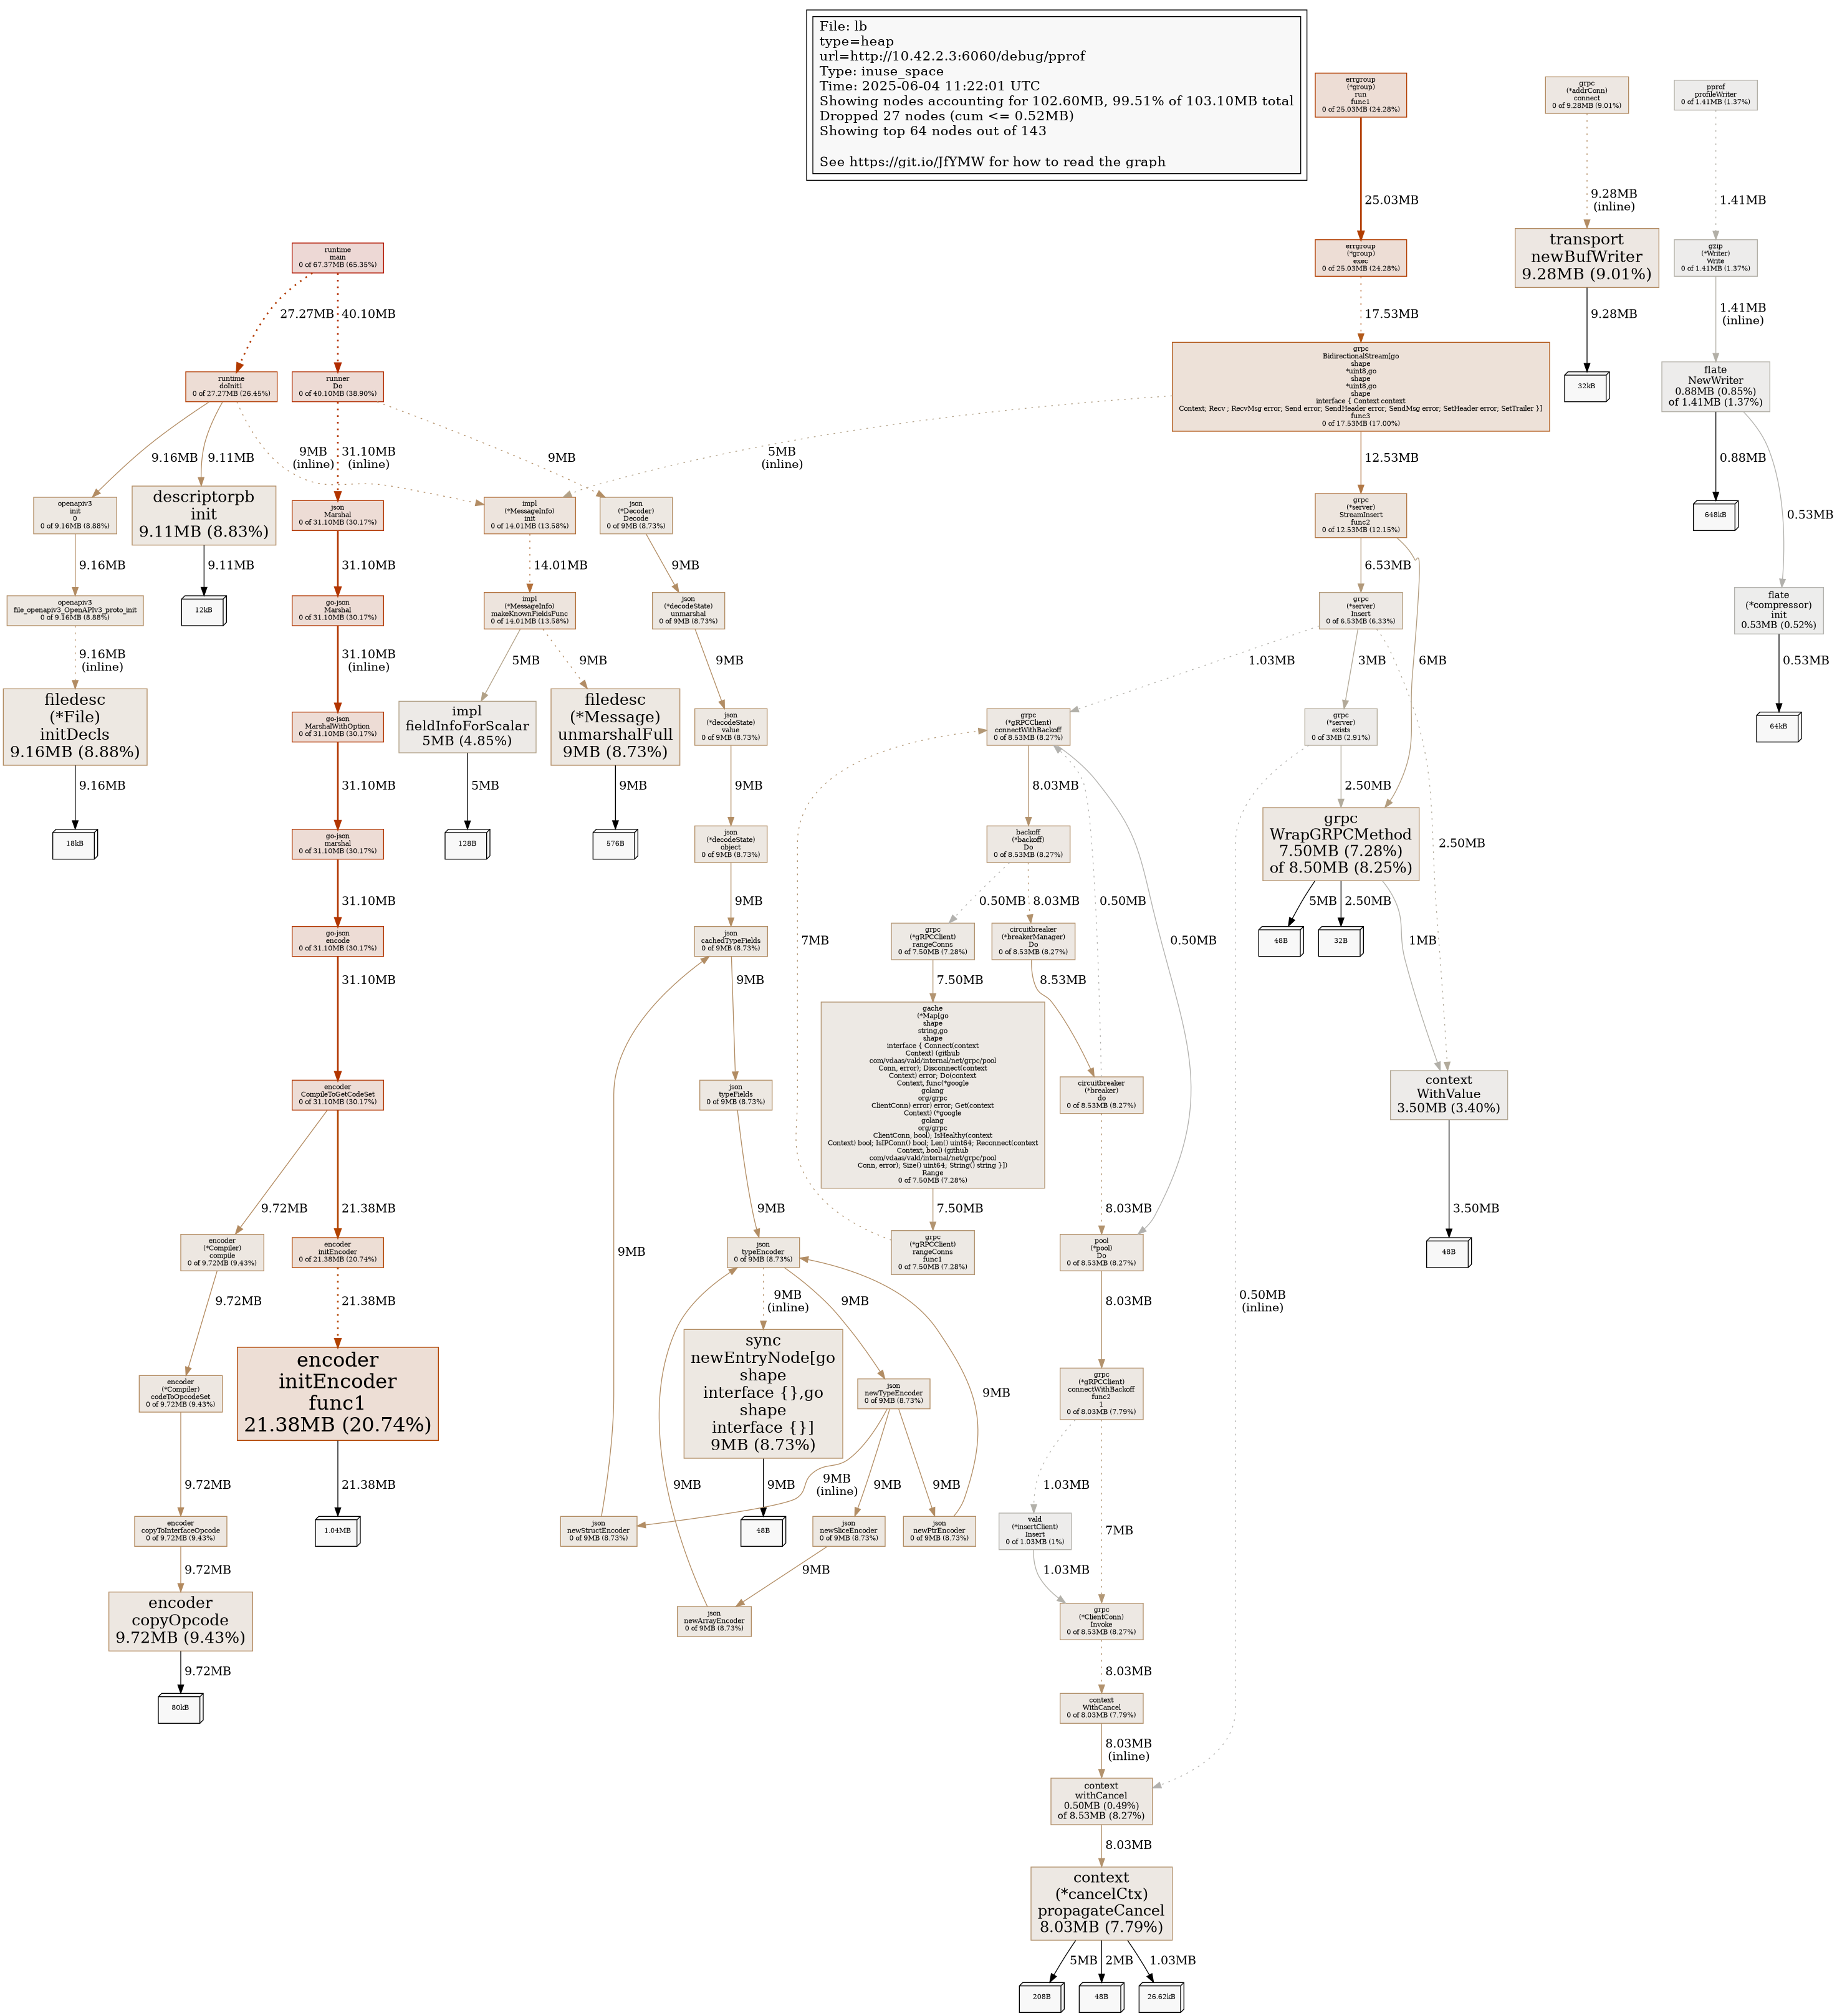 File: lb
type=heap
url=http://10.42.2.3:6060/debug/pprof
Type: inuse_space
Time: 2025-06-04 11:22:01 UTC
Showing nodes accounting for 102.60MB, 99.51% of 103.10MB total
Dropped 27 nodes (cum <= 0.52MB)
Showing top 64 nodes out of 143
See https://git.io/JfYMW for how to read the graph
errgroup
(*group)
run
func1
0 of 25.03MB (24.28%)
grpc
(*addrConn)
connect
0 of 9.28MB (9.01%)
pprof
profileWriter
0 of 1.41MB (1.37%)
25.03MB
9.28MB
(inline)
1.41MB
runtime
main
0 of 67.37MB (65.35%)
errgroup
(*group)
exec
0 of 25.03MB (24.28%)
transport
newBufWriter
9.28MB (9.01%)
gzip
(*Writer)
Write
0 of 1.41MB (1.37%)
27.27MB
40.10MB
17.53MB
9.28MB
1.41MB
(inline)
runtime
doInit1
0 of 27.27MB (26.45%)
runner
Do
0 of 40.10MB (38.90%)
grpc
BidirectionalStream[go
shape
*uint8,go
shape
*uint8,go
shape
interface { Context context
Context; Recv ; RecvMsg error; Send error; SendHeader error; SendMsg error; SetHeader error; SetTrailer }]
func3
0 of 17.53MB (17.00%)
32kB
flate
NewWriter
0.88MB (0.85%)
of 1.41MB (1.37%)
9.16MB
9.11MB
9MB
(inline)
31.10MB
(inline)
9MB
5MB
(inline)
12.53MB
0.88MB
0.53MB
openapiv3
init
0
0 of 9.16MB (8.88%)
descriptorpb
init
9.11MB (8.83%)
json
Marshal
0 of 31.10MB (30.17%)
impl
(*MessageInfo)
init
0 of 14.01MB (13.58%)
json
(*Decoder)
Decode
0 of 9MB (8.73%)
grpc
(*server)
StreamInsert
func2
0 of 12.53MB (12.15%)
648kB
9.16MB
9.11MB
31.10MB
14.01MB
9MB
6.53MB
6MB
openapiv3
file_openapiv3_OpenAPIv3_proto_init
0 of 9.16MB (8.88%)
12kB
go-json
Marshal
0 of 31.10MB (30.17%)
impl
(*MessageInfo)
makeKnownFieldsFunc
0 of 14.01MB (13.58%)
json
(*decodeState)
unmarshal
0 of 9MB (8.73%)
grpc
(*server)
Insert
0 of 6.53MB (6.33%)
flate
(*compressor)
init
0.53MB (0.52%)
9.16MB
(inline)
31.10MB
(inline)
5MB
9MB
9MB
1.03MB
3MB
2.50MB
0.53MB
filedesc
(*File)
initDecls
9.16MB (8.88%)
go-json
MarshalWithOption
0 of 31.10MB (30.17%)
impl
fieldInfoForScalar
5MB (4.85%)
filedesc
(*Message)
unmarshalFull
9MB (8.73%)
json
(*decodeState)
value
0 of 9MB (8.73%)
grpc
(*gRPCClient)
connectWithBackoff
0 of 8.53MB (8.27%)
grpc
(*server)
exists
0 of 3MB (2.91%)
64kB
9.16MB
31.10MB
5MB
9MB
9MB
8.03MB
0.50MB
2.50MB
0.50MB
(inline)
18kB
go-json
marshal
0 of 31.10MB (30.17%)
128B
576B
json
(*decodeState)
object
0 of 9MB (8.73%)
backoff
(*backoff)
Do
0 of 8.53MB (8.27%)
grpc
WrapGRPCMethod
7.50MB (7.28%)
of 8.50MB (8.25%)
31.10MB
9MB
0.50MB
8.03MB
5MB
2.50MB
1MB
go-json
encode
0 of 31.10MB (30.17%)
json
cachedTypeFields
0 of 9MB (8.73%)
grpc
(*gRPCClient)
rangeConns
0 of 7.50MB (7.28%)
circuitbreaker
(*breakerManager)
Do
0 of 8.53MB (8.27%)
48B
32B
31.10MB
9MB
7.50MB
8.53MB
7MB
0.50MB
gache
(*Map[go
shape
string,go
shape
interface { Connect(context
Context) (github
com/vdaas/vald/internal/net/grpc/pool
Conn, error); Disconnect(context
Context) error; Do(context
Context, func(*google
golang
org/grpc
ClientConn) error) error; Get(context
Context) (*google
golang
org/grpc
ClientConn, bool); IsHealthy(context
Context) bool; IsIPConn() bool; Len() uint64; Reconnect(context
Context, bool) (github
com/vdaas/vald/internal/net/grpc/pool
Conn, error); Size() uint64; String() string }])
Range
0 of 7.50MB (7.28%)
encoder
CompileToGetCodeSet
0 of 31.10MB (30.17%)
json
typeFields
0 of 9MB (8.73%)
circuitbreaker
(*breaker)
do
0 of 8.53MB (8.27%)
context
WithValue
3.50MB (3.40%)
9.72MB
21.38MB
9MB
7.50MB
8.03MB
3.50MB
encoder
(*Compiler)
compile
0 of 9.72MB (9.43%)
encoder
initEncoder
0 of 21.38MB (20.74%)
json
typeEncoder
0 of 9MB (8.73%)
grpc
(*gRPCClient)
rangeConns
func1
0 of 7.50MB (7.28%)
pool
(*pool)
Do
0 of 8.53MB (8.27%)
48B
9.72MB
21.38MB
9MB
9MB
(inline)
9MB
8.03MB
encoder
(*Compiler)
codeToOpcodeSet
0 of 9.72MB (9.43%)
encoder
initEncoder
func1
21.38MB (20.74%)
sync
newEntryNode[go
shape
interface {},go
shape
interface {}]
9MB (8.73%)
json
newTypeEncoder
0 of 9MB (8.73%)
grpc
(*gRPCClient)
connectWithBackoff
func2
1
0 of 8.03MB (7.79%)
9.72MB
21.38MB
9MB
9MB
9MB
(inline)
9MB
9MB
9MB
1.03MB
7MB
encoder
copyToInterfaceOpcode
0 of 9.72MB (9.43%)
1.04MB
json
newStructEncoder
0 of 9MB (8.73%)
48B
json
newSliceEncoder
0 of 9MB (8.73%)
json
newPtrEncoder
0 of 9MB (8.73%)
vald
(*insertClient)
Insert
0 of 1.03MB (1%)
9.72MB
9MB
1.03MB
encoder
copyOpcode
9.72MB (9.43%)
json
newArrayEncoder
0 of 9MB (8.73%)
grpc
(*ClientConn)
Invoke
0 of 8.53MB (8.27%)
9.72MB
8.03MB
80kB
context
WithCancel
0 of 8.03MB (7.79%)
8.03MB
(inline)
context
withCancel
0.50MB (0.49%)
of 8.53MB (8.27%)
8.03MB
context
(*cancelCtx)
propagateCancel
8.03MB (7.79%)
5MB
2MB
1.03MB
208B
48B
26.62kB